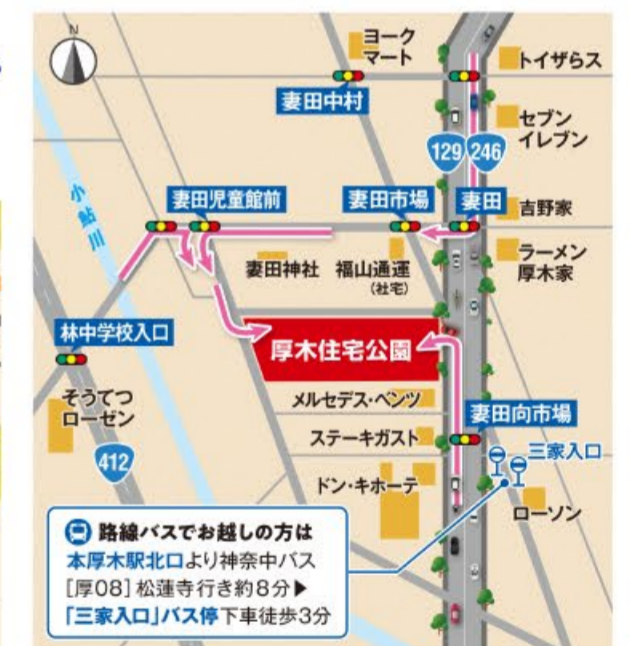 N
ヨーク
マート
トイザらス
妻田中村
セブン
イレブン
129
246
小鮎川
妻田児童館前
妻田市場
妻田
吉野家
妻田神社
福山通運
(社宅)
ラーメン
厚木家
林中学校入口
厚木住宅公園
そうてつ
ローゼン
メルセデス・ベンツ
妻田向市場
ステーキガスト
三家入口
412
ドン・キホーテ
ローソン
路線バスでお越しの方は
本厚木駅北口より神奈中バス
[厚08]松蓮寺行き約8分▶
「三家入口」バス停下車徒歩3分